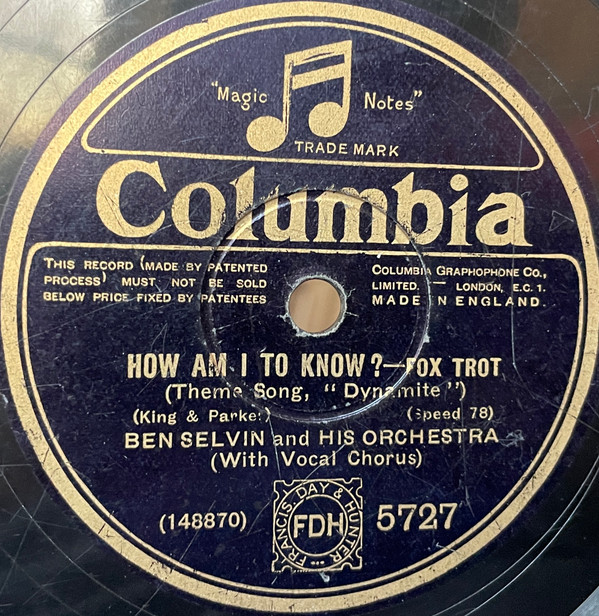 "Magic Notes"
TRADE MARK
Columbia
THIS RECORD (MADE BY PATENTED
PROCESS) MUST NOT BE SOLD
BELOW PRICE FIXED BY PATENTEES
COLUMBIA GRAPHOPHONE CO.,
LIMITED. — LONDON, E.C. 1.
MADE IN ENGLAND.
HOW AM I TO KNOW?—FOX TROT
(Theme Song, "Dynamite")
(King & Parker)
(Speed 78)
BEN SELVIN and HIS ORCHESTRA
(With Vocal Chorus)
(148870)
FRANCIS, DAY & HUNTER
FDH
5727